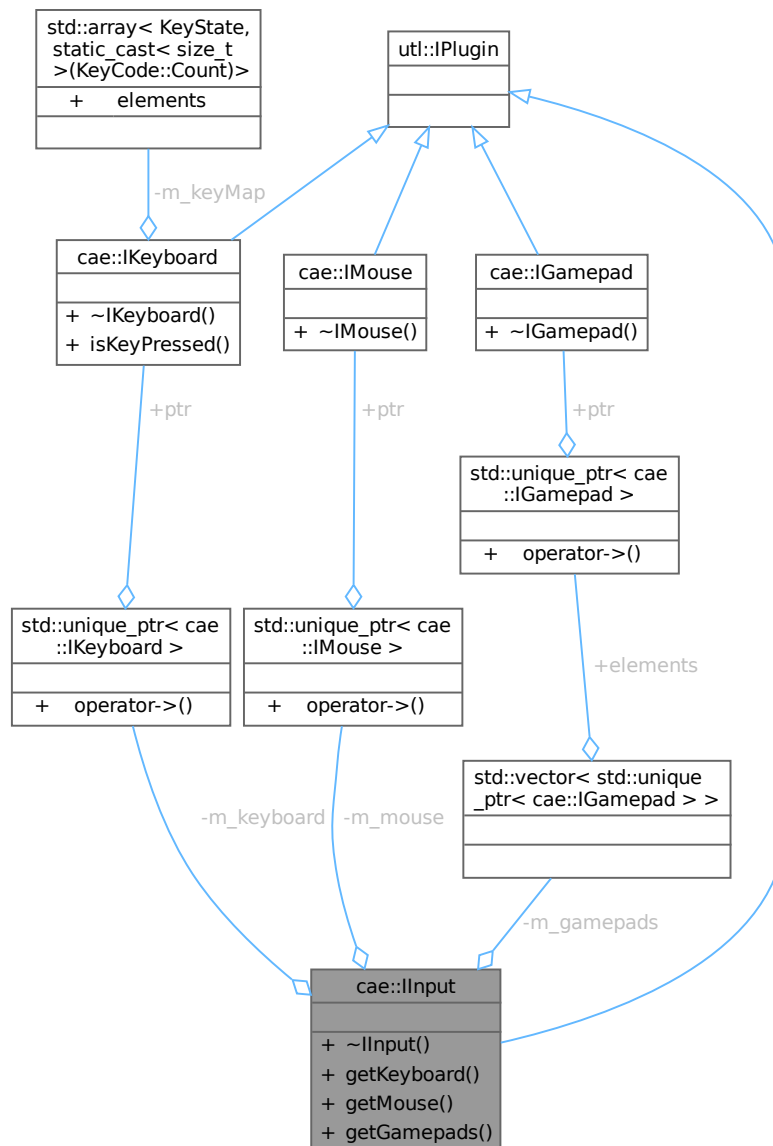 std::array< KeyState,
static_cast< size_t
>(KeyCode::Count)>
+ elements
utl::IPlugin
-m_keyMap
cae::IKeyboard
+ ~IKeyboard()
+ isKeyPressed()
cae::IMouse
+ ~IMouse()
cae::IGamepad
+ ~IGamepad()
+ptr
+ptr
+ptr
std::unique_ptr< cae
::IGamepad >
+ operator->()
std::unique_ptr< cae
::IKeyboard >
+ operator->()
std::unique_ptr< cae
::IMouse >
+ operator->()
+elements
std::vector< std::unique
_ptr< cae::IGamepad > >
-m_keyboard
-m_mouse
-m_gamepads
cae::IInput
+ ~IInput()
+ getKeyboard()
+ getMouse()
+ getGamepads()